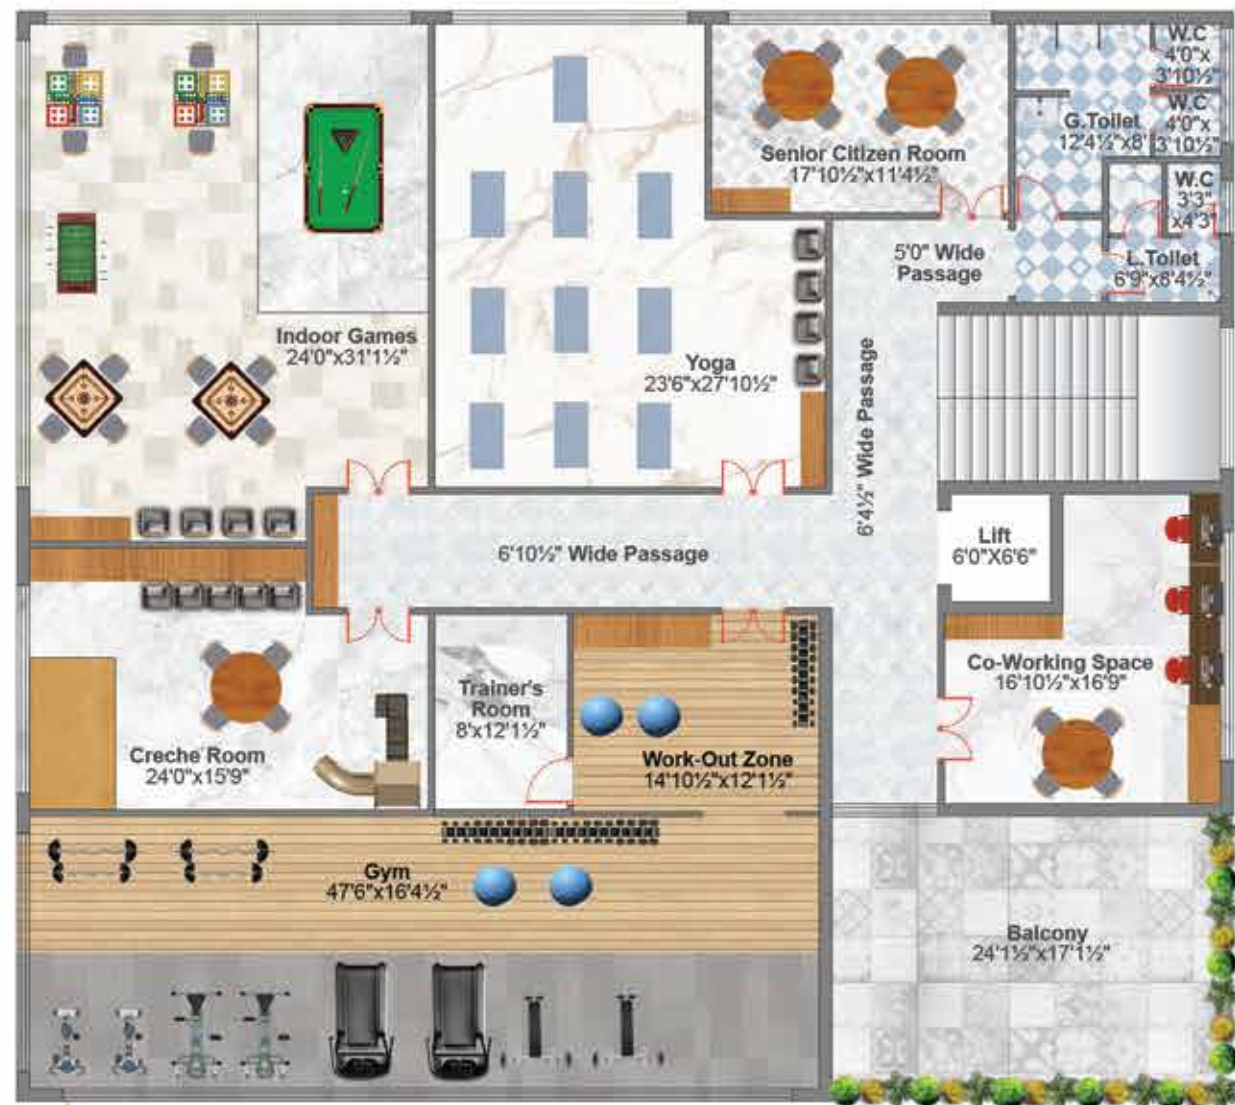 W.C
4'0"x
3'10½"
W.C
4'0"x
3'10½"
G.Toilet
12'4½"x8'
Senior Citizen Room
17'10½"x11'4½"
W.C
3'3"
x4'3"
5'0" Wide
Passage
L.Toilet
6'9"x6'4½"
Indoor Games
24'0"x31'1½"
Yoga
23'6"x27'10½"
6'4½" Wide Passage
6'10½" Wide Passage
Lift
6'0"X6'6"
Co-Working Space
16'10½"x16'9"
Trainer's
Room
8'x12'1½"
Creche Room
24'0"x15'9"
Work-Out Zone
14'10½"x12'1½"
Gym
47'6"x16'4½"
Balcony
24'1½"x17'1½"